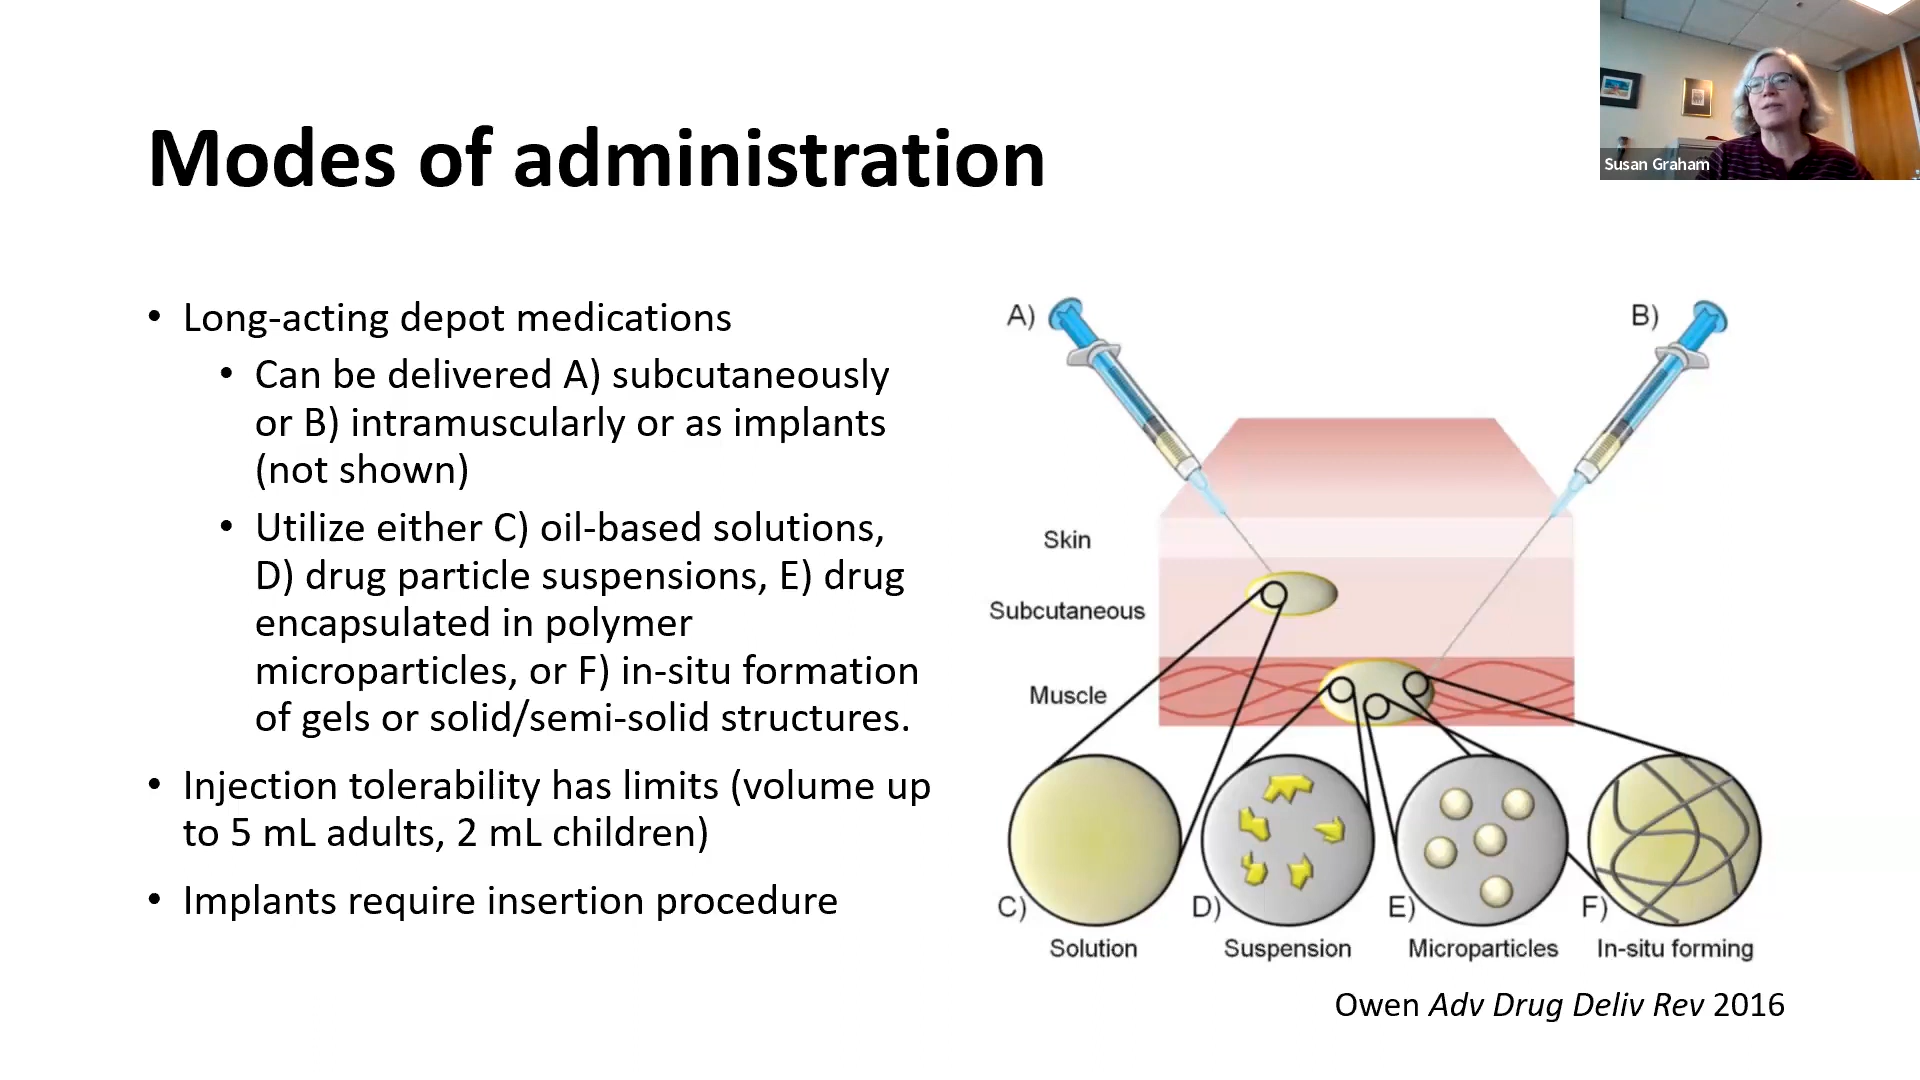 Susan Graham
Modes of administration
• Long-acting depot medications
• Can be delivered A) subcutaneously
or B) intramuscularly or as implants
(not shown)
• Utilize either C) oil-based solutions,
D) drug particle suspensions, E) drug
encapsulated in polymer
microparticles, or F) in-situ formation
of gels or solid/semi-solid structures.
• Injection tolerability has limits (volume up
to 5 mL adults, 2 mL children)
• Implants require insertion procedure
A)
B)
Skin
Subcutaneous
Muscle
C)
D)
E)
F)
Solution
Suspension
Microparticles
In-situ forming
Owen Adv Drug Deliv Rev 2016